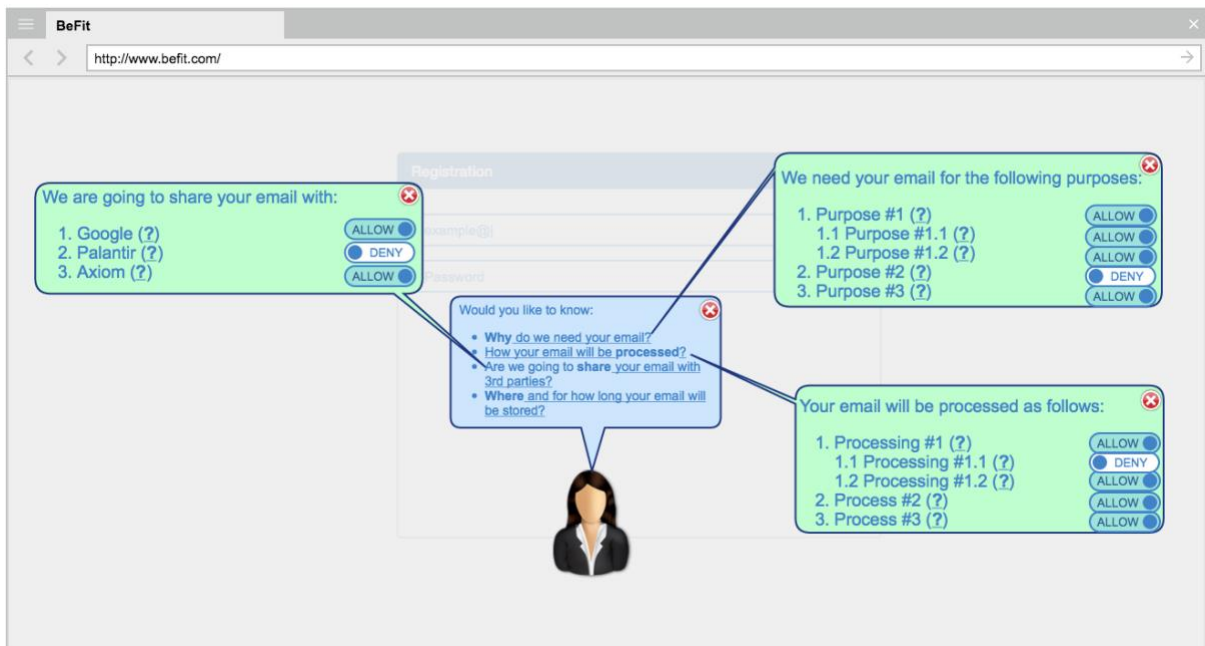 BeFit
http://www.befit.com/
Registration
example@|
Password
We are going to share your email with:
1. Google (?) ALLOW
2. Palantir (?) DENY
3. Axiom (?) ALLOW
We need your email for the following purposes:
1. Purpose #1 (?) ALLOW
1.1 Purpose #1.1 (?) ALLOW
1.2 Purpose #1.2 (?) ALLOW
2. Purpose #2 (?) DENY
3. Purpose #3 (?) ALLOW
Would you like to know:
• Why do we need your email?
• How your email will be processed?
• Are we going to share your email with
3rd parties?
• Where and for how long your email will
be stored?
Your email will be processed as follows:
1. Processing #1 (?) ALLOW
1.1 Processing #1.1 (?) DENY
1.2 Processing #1.2 (?) ALLOW
2. Process #2 (?) ALLOW
3. Process #3 (?) ALLOW